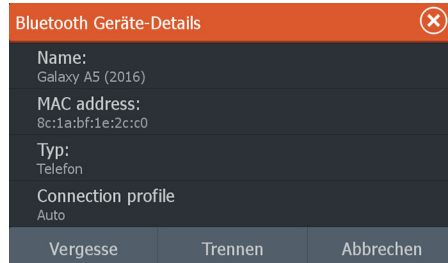 Bluetooth Geräte-Details
Name:
Galaxy A5 (2016)
MAC address:
8c:1a:bf:1e:2c:c0
Typ:
Telefon
Connection profile
Auto
Vergesse Trennen Abbrechen